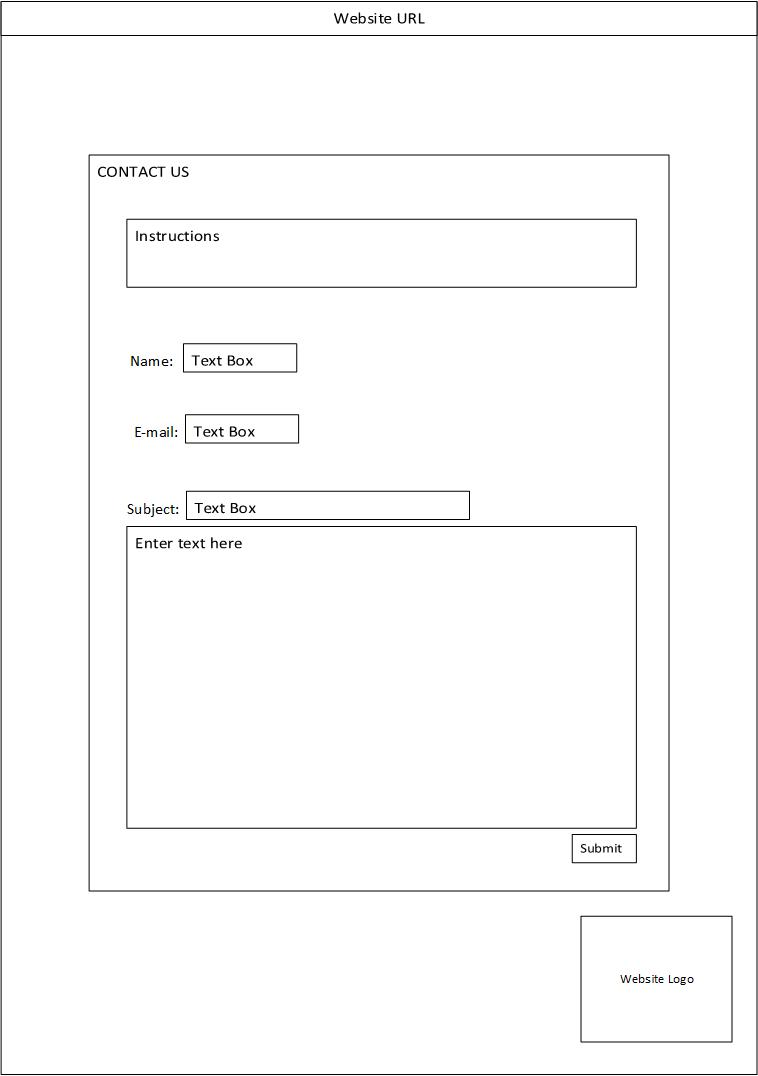 Website URL
CONTACT US
Instructions
Name: Text Box
E-mail: Text Box
Subject: Text Box
Enter text here
Submit
Website Logo